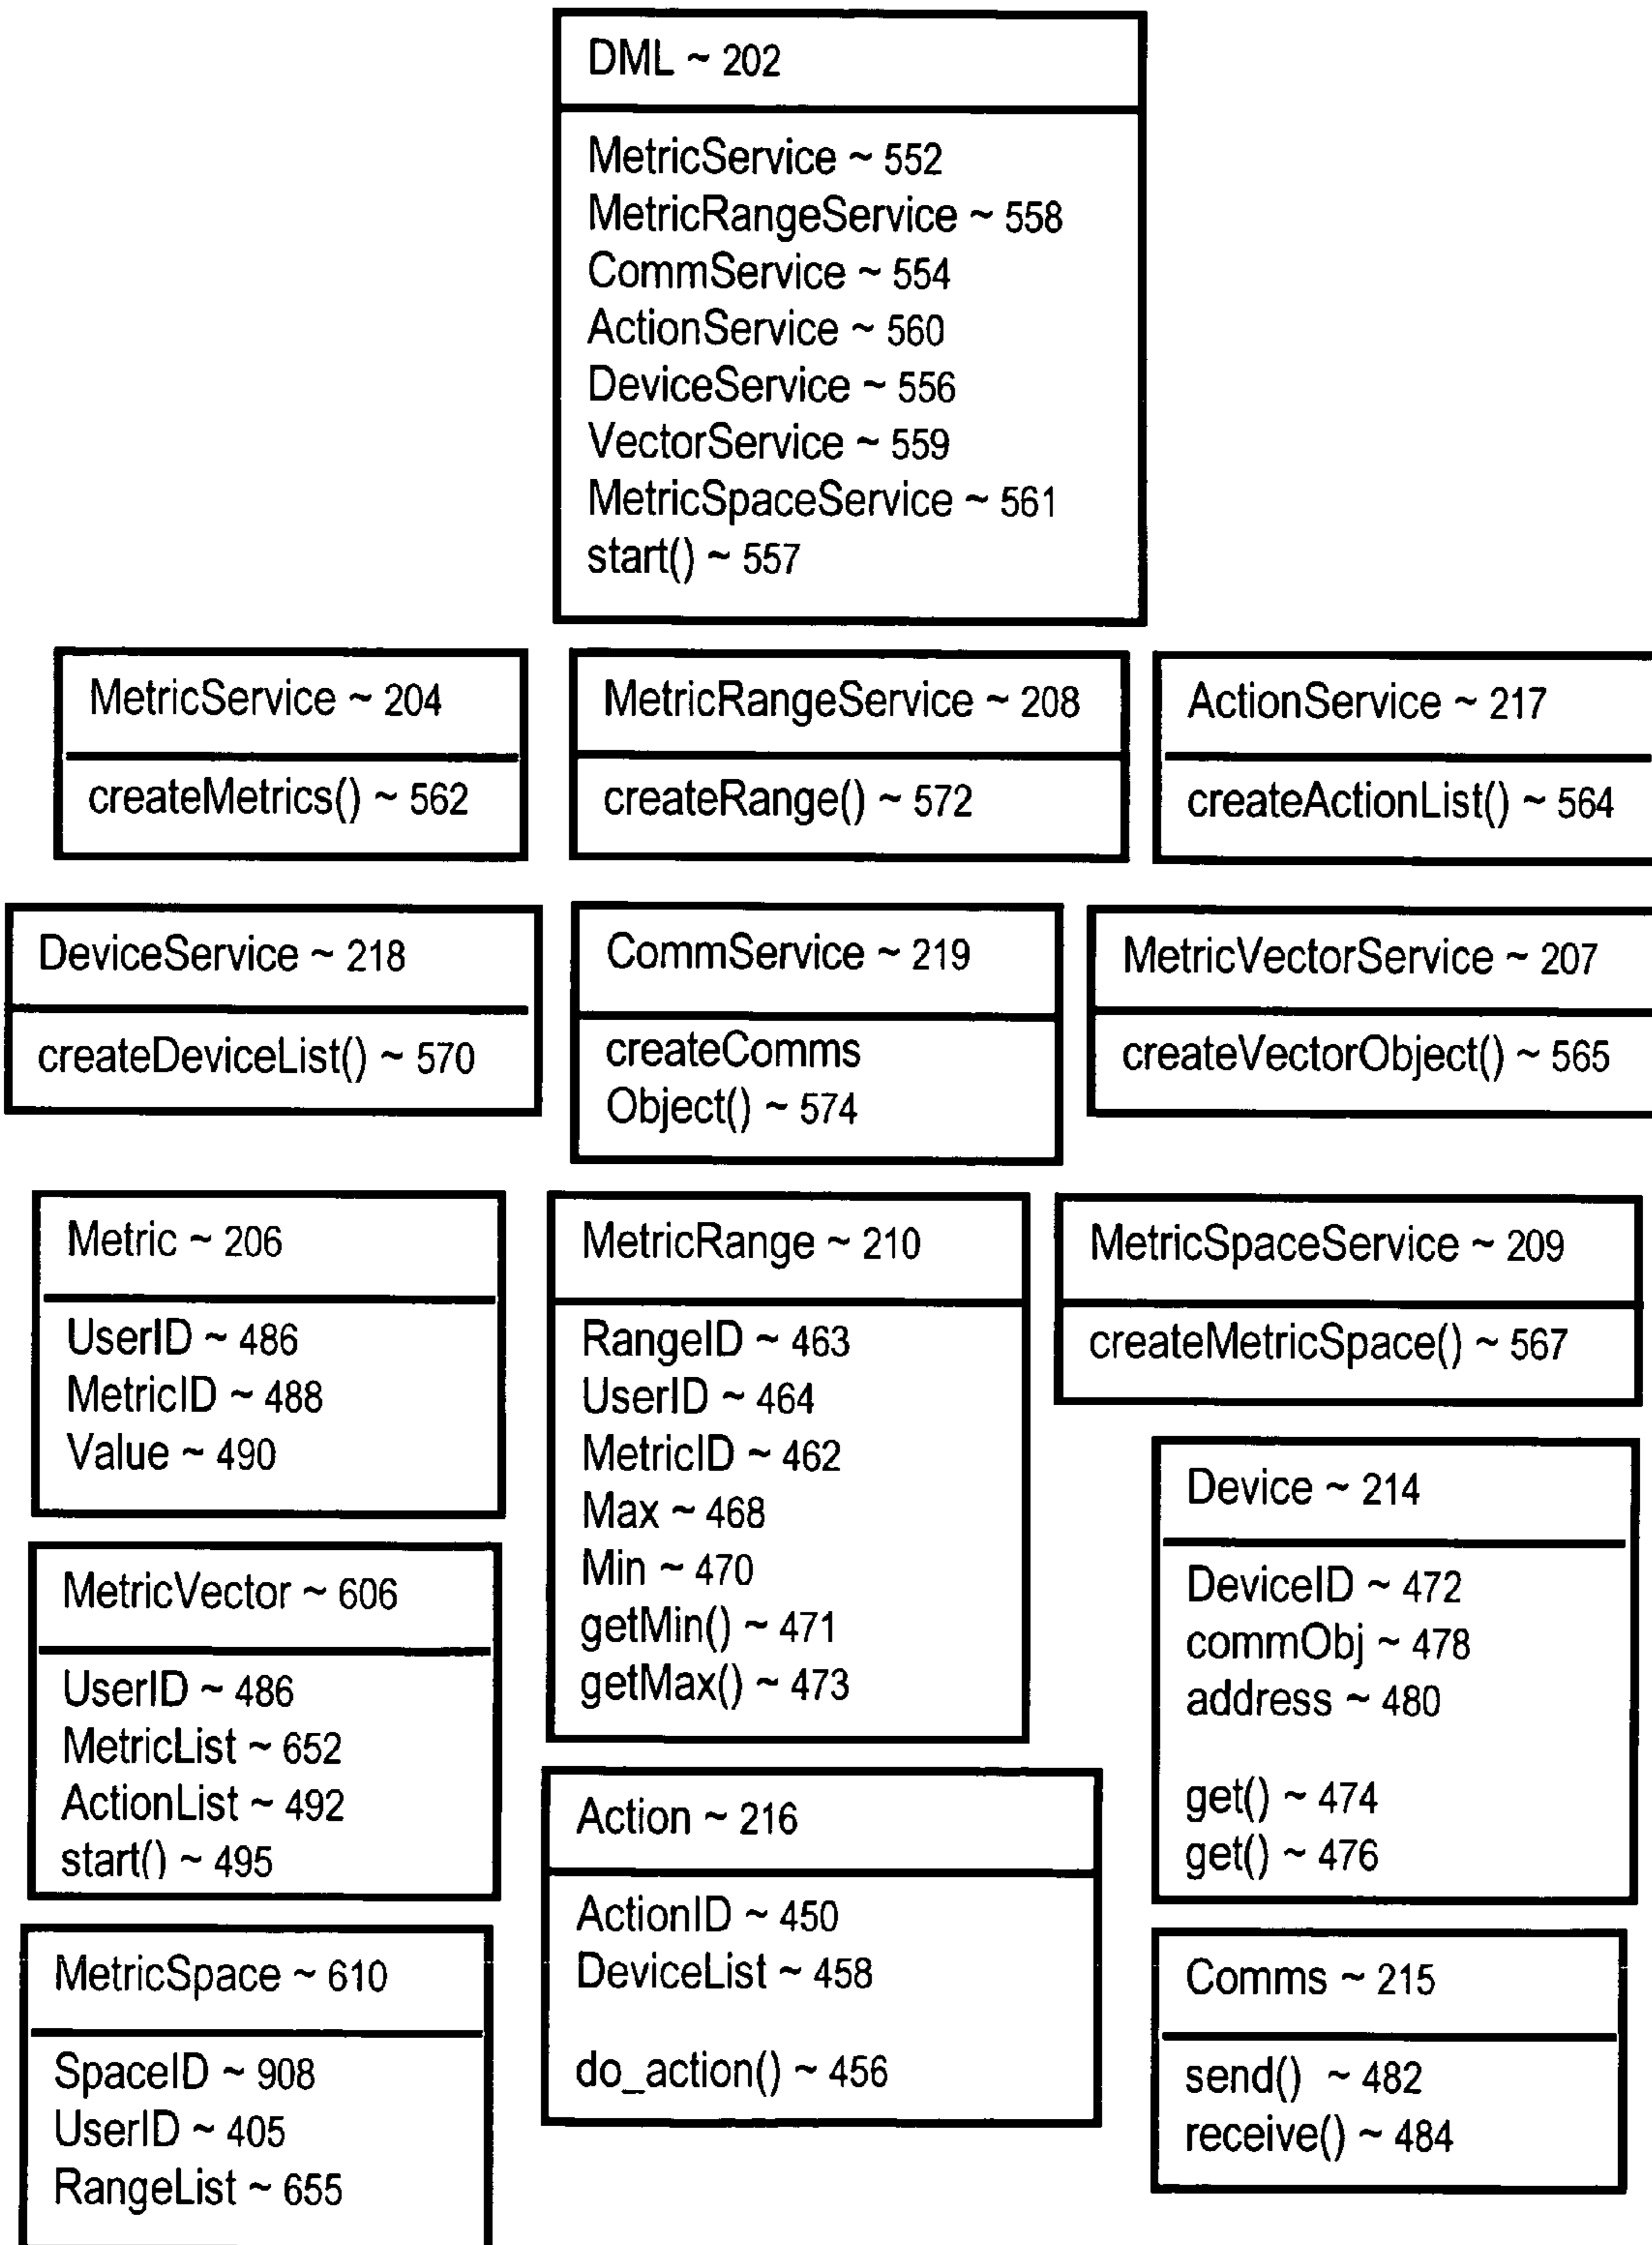 DML ~ 202
MetricService ~ 552
MetricRangeService ~ 558
CommService ~ 554
ActionService ~ 560
DeviceService ~ 556
VectorService ~ 559
MetricSpaceService ~ 561
start() ~ 557
MetricService ~ 204
createMetrics() ~ 562
MetricRangeService ~ 208
createRange() ~ 572
ActionService ~ 217
createActionList() ~ 564
DeviceService ~ 218
createDeviceList() ~ 570
CommService ~ 219
createComms
Object() ~ 574
MetricVectorService ~ 207
createVectorObject() ~ 565
Metric ~ 206
UserID ~ 486
MetricID ~ 488
Value ~ 490
MetricRange ~ 210
RangeID ~ 463
UserID ~ 464
MetricID ~ 462
Max ~ 468
Min ~ 470
getMin() ~ 471
getMax() ~ 473
MetricSpaceService ~ 209
createMetricSpace() ~ 567
Device ~ 214
DeviceID ~ 472
commObj ~ 478
address ~ 480
get() ~ 474
get() ~ 476
MetricVector ~ 606
UserID ~ 486
MetricList ~ 652
ActionList ~ 492
start() ~ 495
Action ~ 216
ActionID ~ 450
DeviceList ~ 458
do_action() ~ 456
MetricSpace ~ 610
SpaceID ~ 908
UserID ~ 405
RangeList ~ 655
Comms ~ 215
send() ~ 482
receive() ~ 484